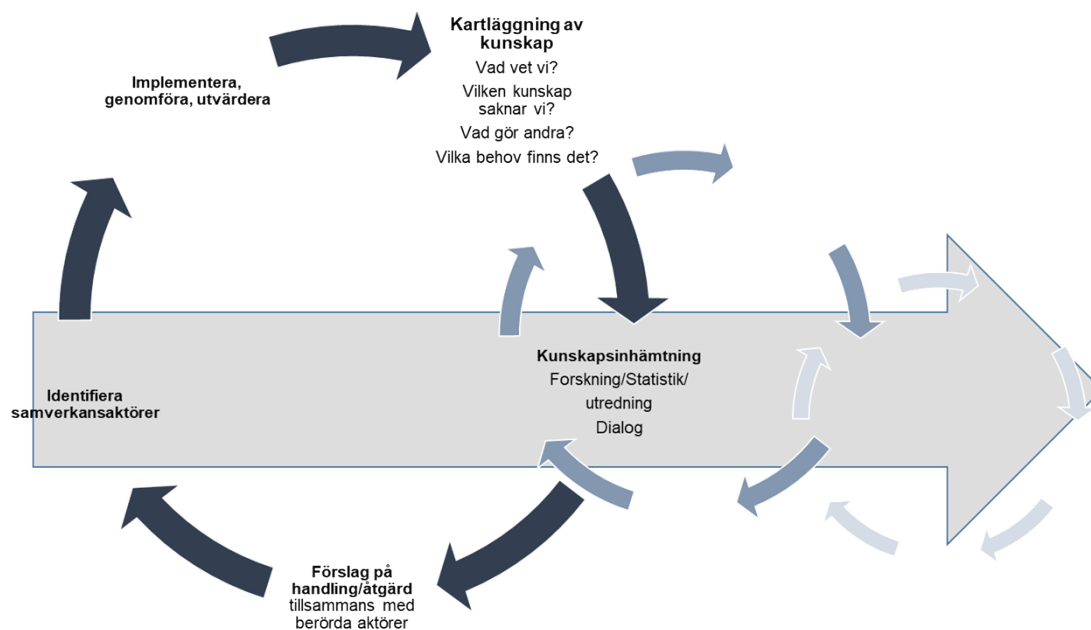 Kartläggning av
kunskap
Vad vet vi?
Vilken kunskap
saknar vi?
Vad gör andra?
Vilka behov finns det?
Implementera,
genomföra, utvärdera
Kunskapsinhämtning
Forskning/Statistik/
utredning
Dialog
Identifiera
samverkansaktörer
Förslag på
handling/åtgärd
tillsammans med
berörda aktörer